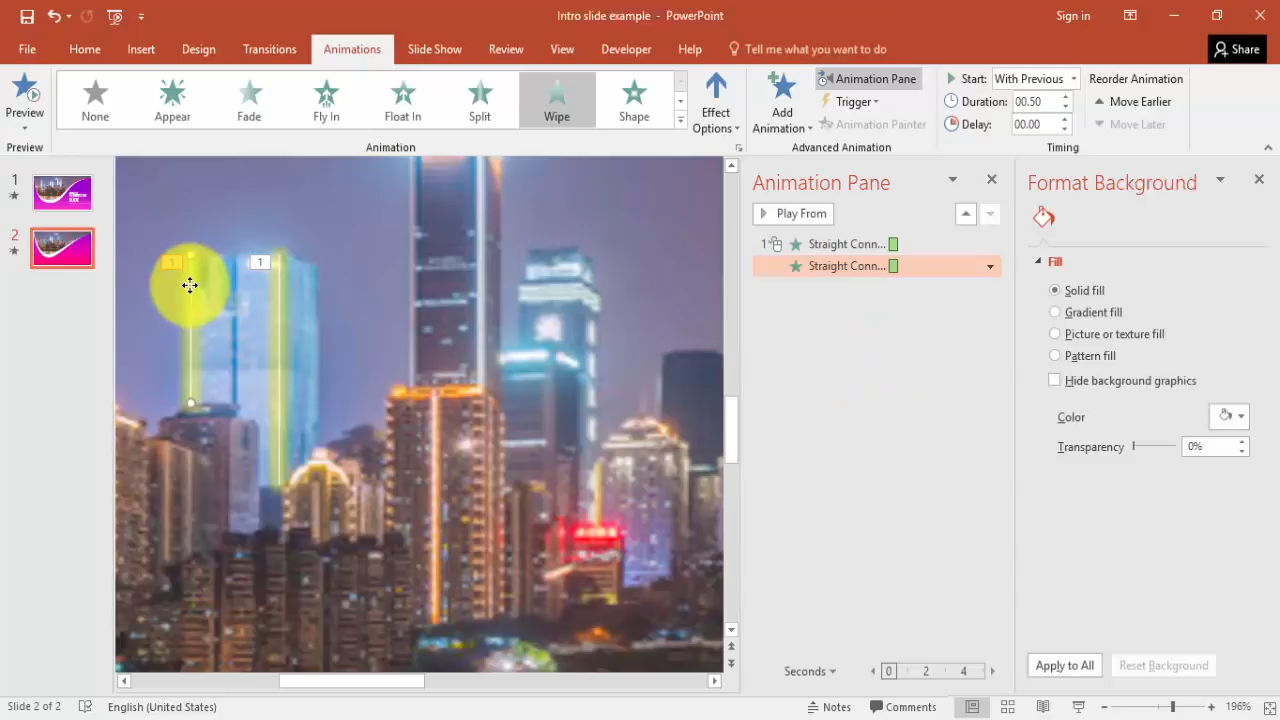 Intro slide example - PowerPoint
Sign in
File
Home
Insert
Design
Transitions
Animations
Slide Show
Review
View
Developer
Help
Tell me what you want to do
Share
Preview
None
Appear
Fade
Fly In
Float In
Split
Wipe
Shape
Effect
Options
Add
Animation
Animation Pane
Trigger
Animation Painter
Start: With Previous
Duration: 00.50
Delay: 00.00
Reorder Animation
Move Earlier
Move Later
Preview
Animation
Advanced Animation
Timing
1
2
1
1
Animation Pane
Play From
1 Straight Conn...
Straight Conn...
Seconds
0 2 4
Format Background
Fill
Solid fill
Gradient fill
Picture or texture fill
Pattern fill
Hide background graphics
Color
Transparency 0%
Apply to All
Reset Background
Slide 2 of 2
English (United States)
Notes
Comments
196%